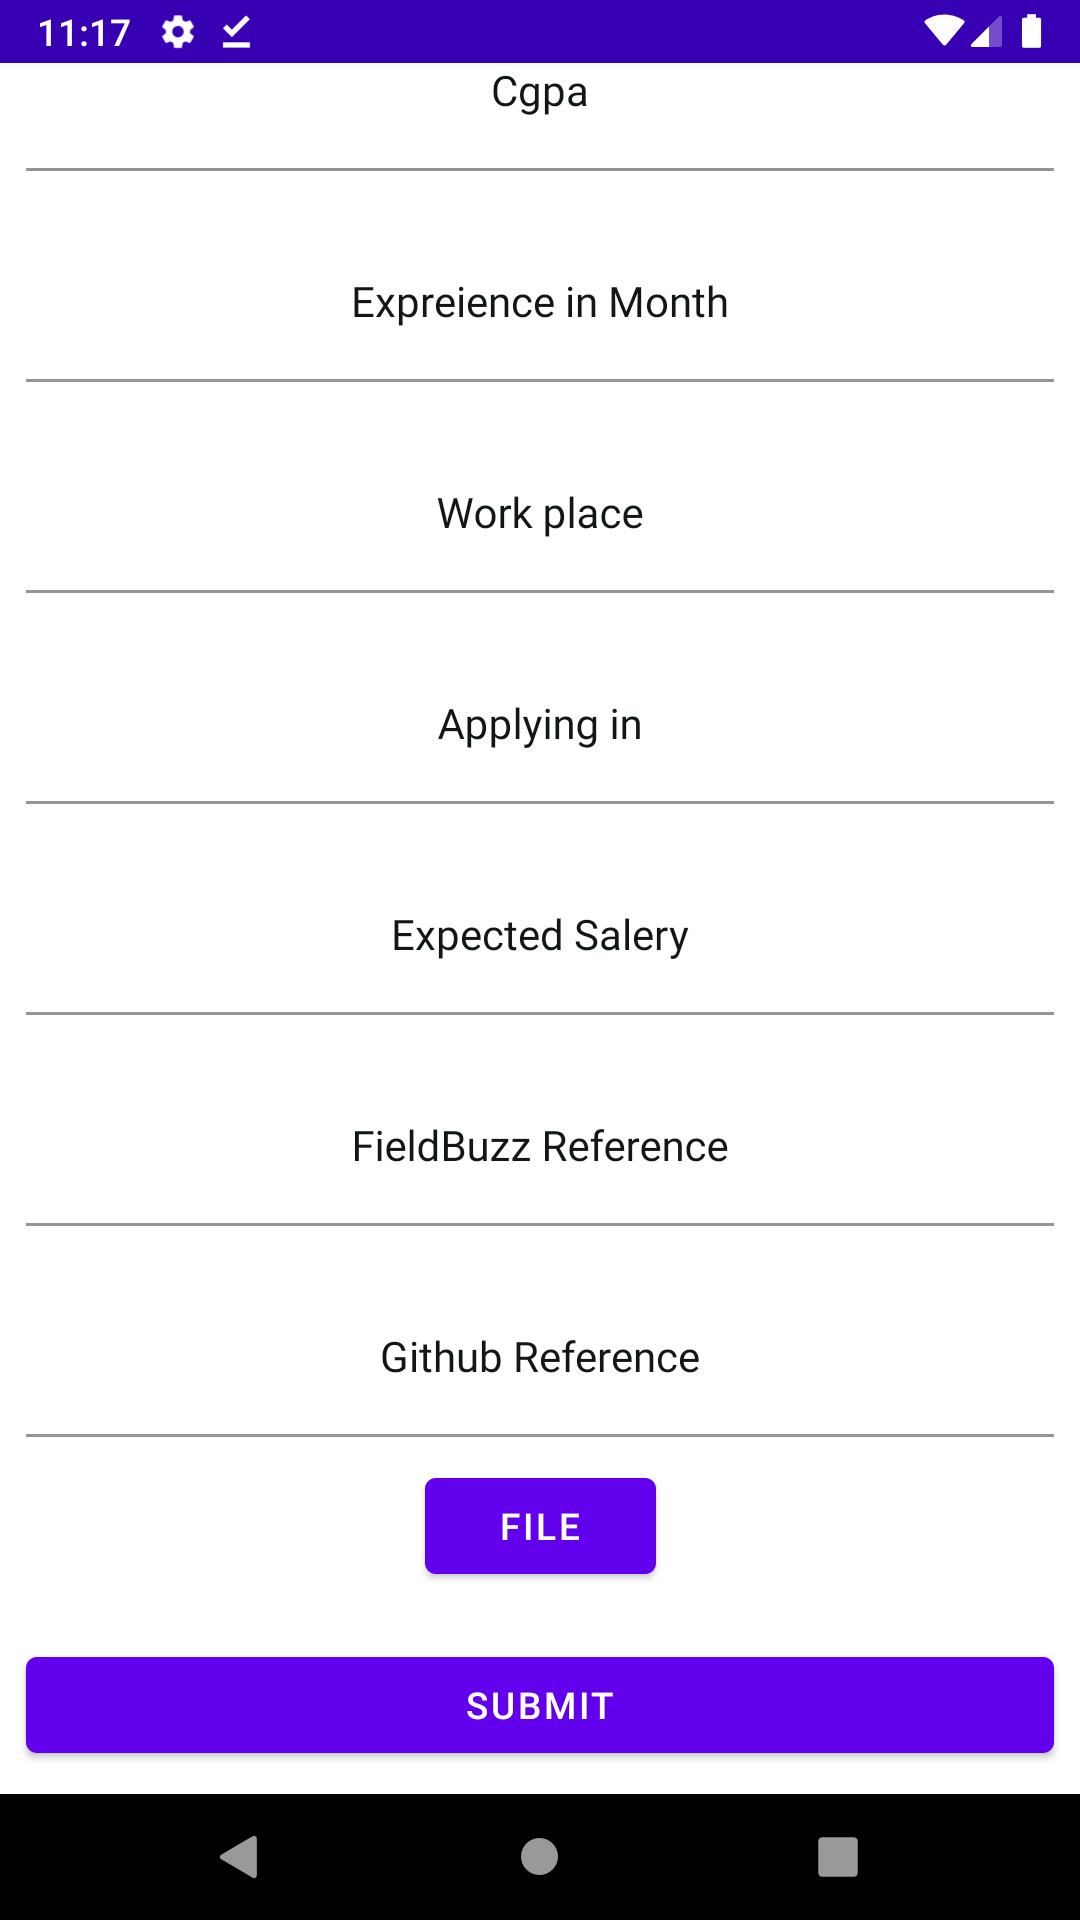 11:17
Cgpa
Expreience in Month
Work place
Applying in
Expected Salery
FieldBuzz Reference
Github Reference
FILE
SUBMIT